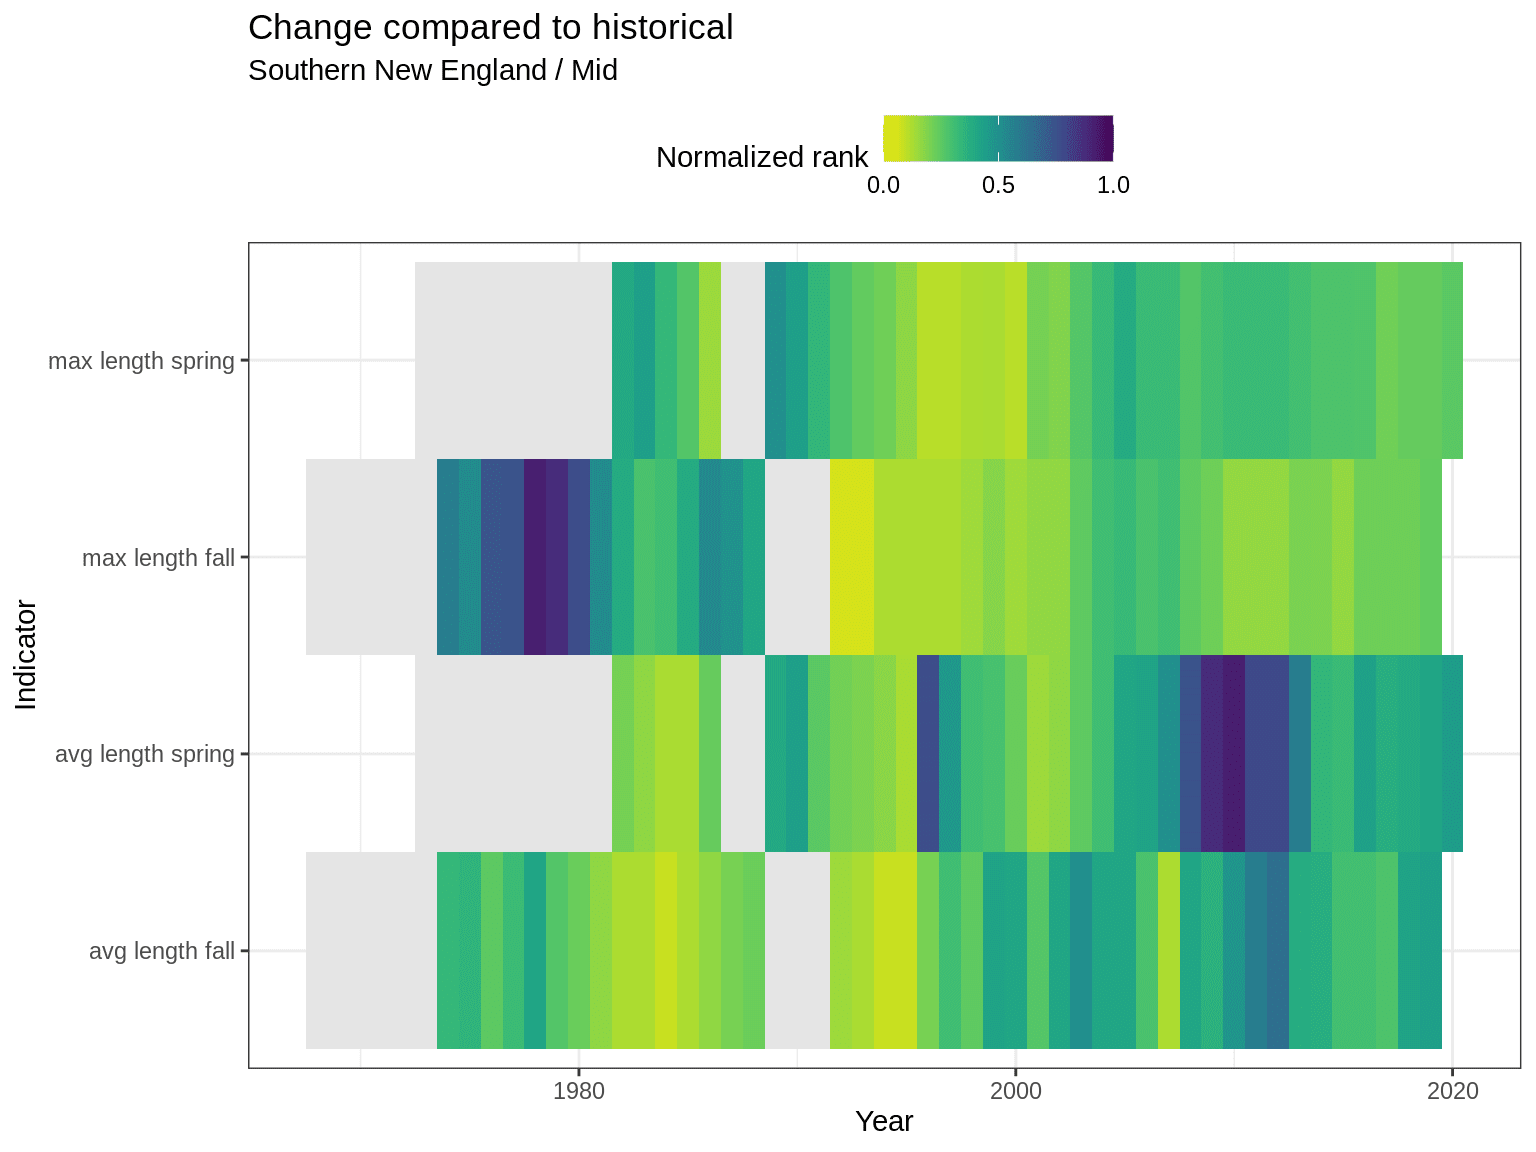 Change compared to historical
Southern New England / Mid
Normalized rank
0.0 0.5 1.0
max length spring
max length fall
avg length spring
avg length fall
Indicator
1980 2000 2020
Year